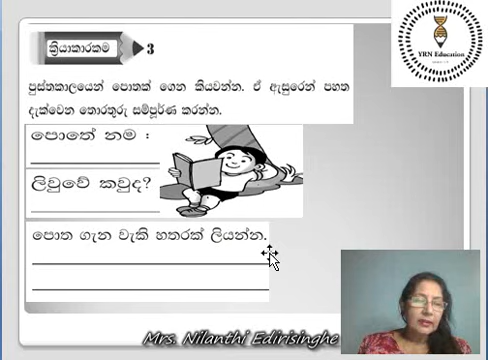 ක්‍රියාකාරකම 3
YRN Education
පුස්තකාලයෙන් පොතක් ගෙන කියවන්න. ඒ ඇසුරෙන් පහත
දැක්වෙන තොරතුරු සම්පූර්ණ කරන්න.
පොතේ නම :
ලිව්වේ කවුද?
පොත ගැන වැකි හතරක් ලියන්න.
Mrs. Nilanthi Edirisinghe